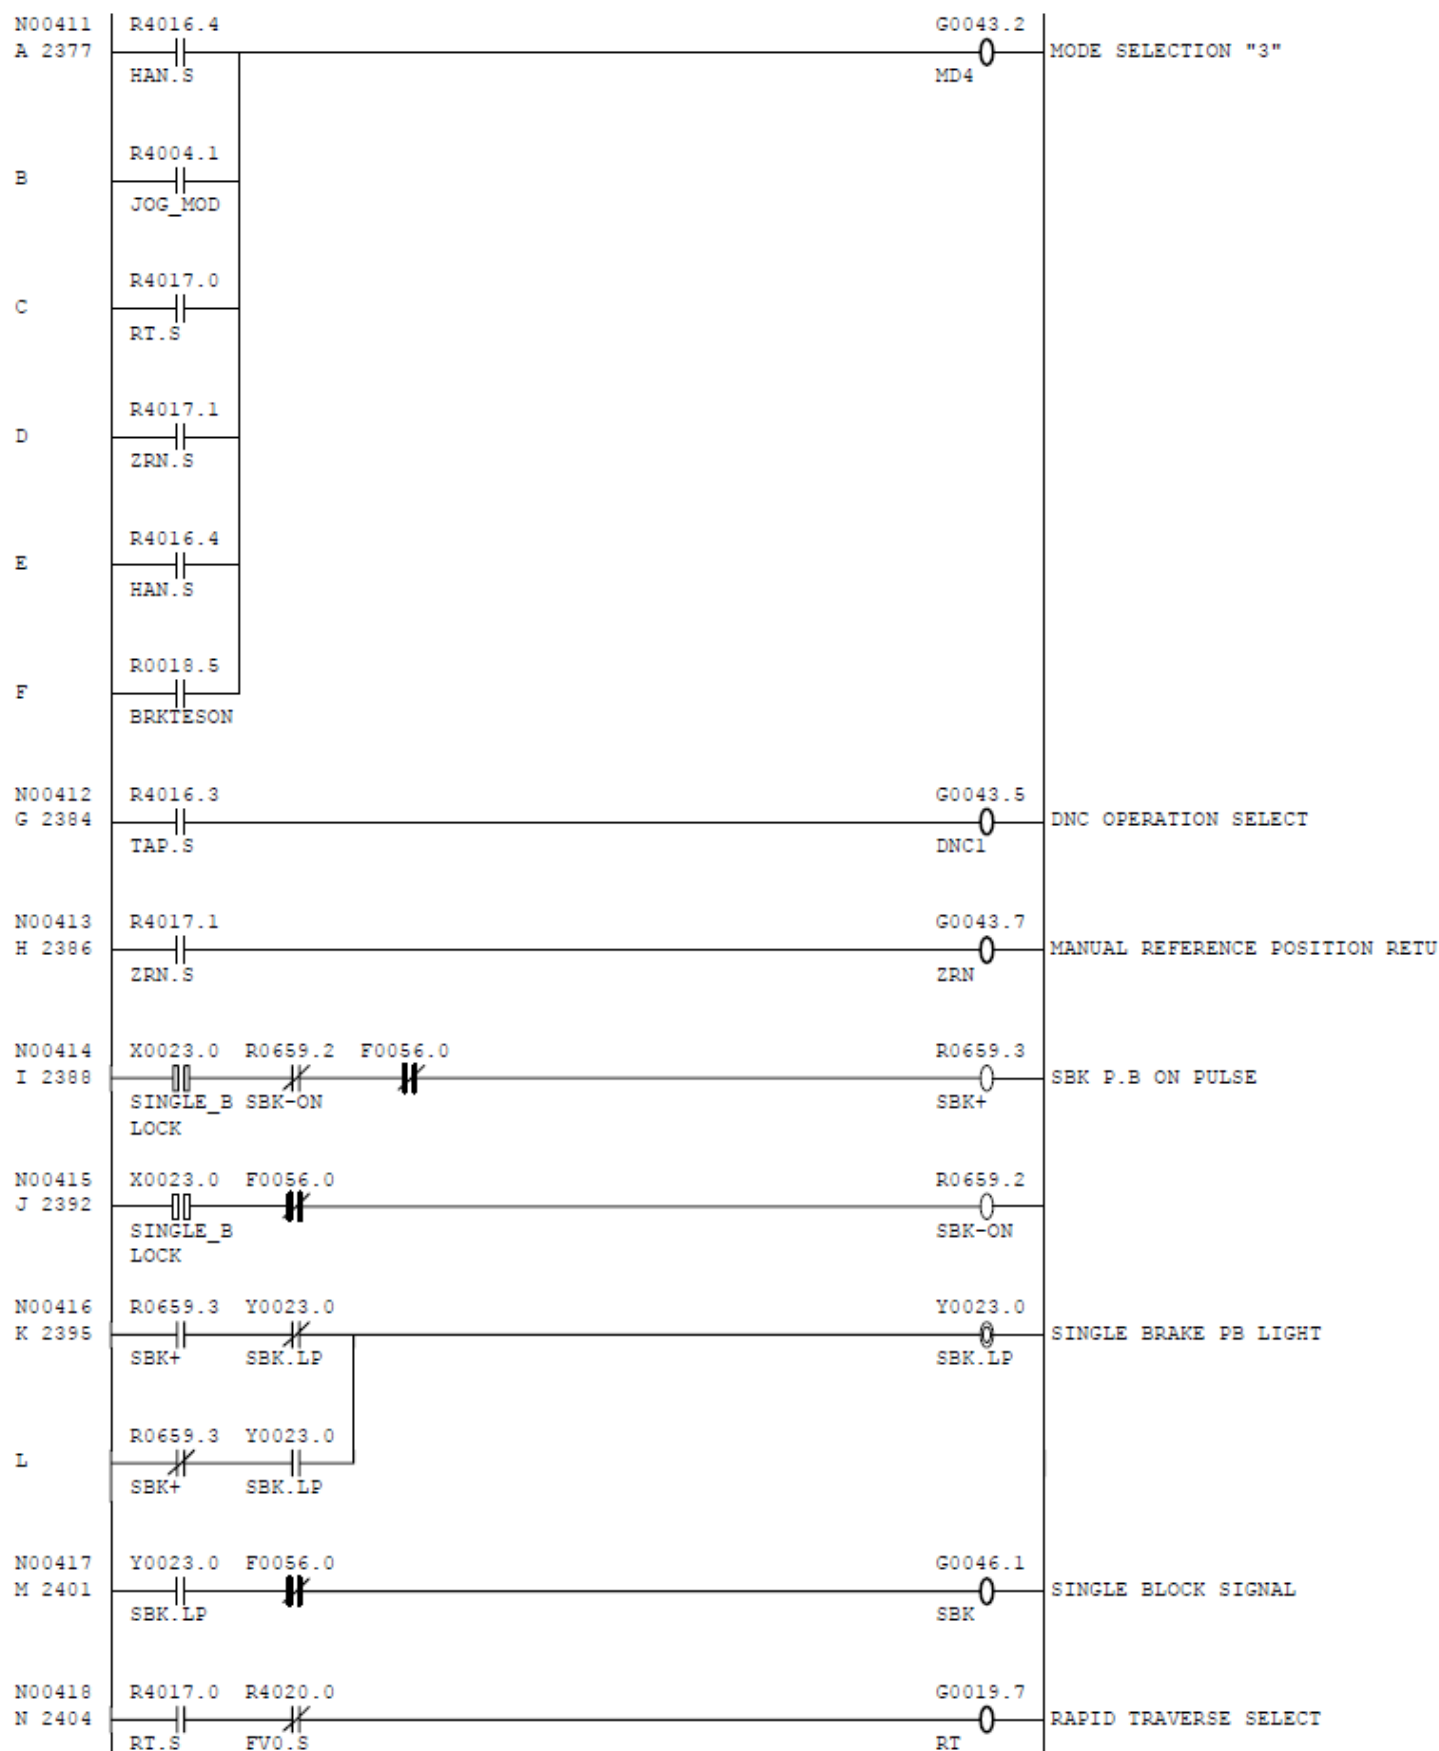 N00411 R4016.4 G0043.2
A 2377 MODE SELECTION "3"
HAN.S MD4
R4004.1
B
JOG_MOD
R4017.0
C
RT.S
R4017.1
D
ZRN.S
R4016.4
E
HAN.S
R0018.5
F
BRKTESON
N00412 R4016.3 G0043.5
G 2384 DNC OPERATION SELECT
TAP.S DNC1
N00413 R4017.1 G0043.7
H 2386 MANUAL REFERENCE POSITION RETU
ZRN.S ZRN
N00414 X0023.0 R0659.2 F0056.0 R0659.3
I 2388 SBK P.B ON PULSE
SINGLE_B SBK-ON SBK+
LOCK
N00415 X0023.0 F0056.0 R0659.2
J 2392
SINGLE_B SBK-ON
LOCK
N00416 R0659.3 Y0023.0 Y0023.0
K 2395 SINGLE BRAKE PB LIGHT
SBK+ SBK.LP SBK.LP
R0659.3 Y0023.0
L
SBK+ SBK.LP
N00417 Y0023.0 F0056.0 G0046.1
M 2401 SINGLE BLOCK SIGNAL
SBK.LP SBK
N00418 R4017.0 R4020.0 G0019.7
N 2404 RAPID TRAVERSE SELECT
RT.S FV0.S RT